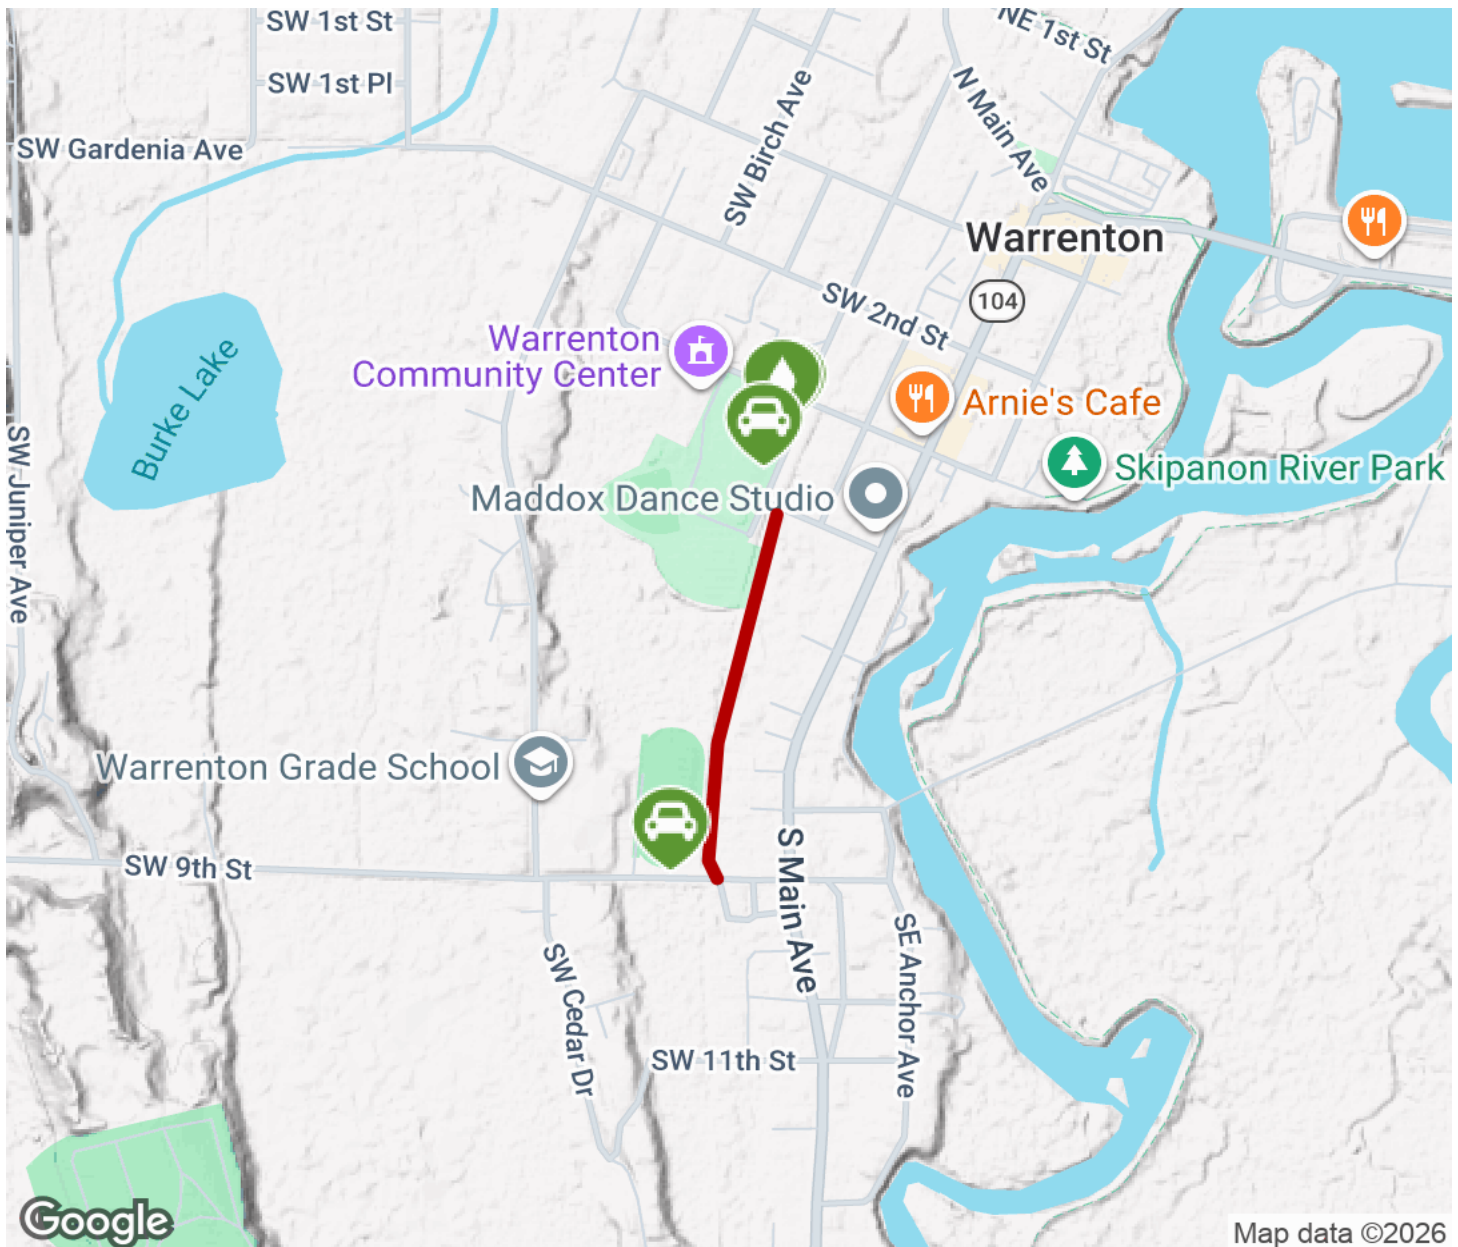 SW 1st St
NE 1st St
SW 1st Pl
N Main Ave
SW Birch Ave
SW Gardenia Ave
Warrenton
104
SW 2nd St
Warrenton
Community Center
Burke Lake
Arnie's Cafe
SW Juniper Ave
Skipanon River Park
Maddox Dance Studio
Warrenton Grade School
SW 9th St
S Main Ave
SE Anchor Ave
SW Cedar Dr
SW 11th St
Google
Map data ©2026